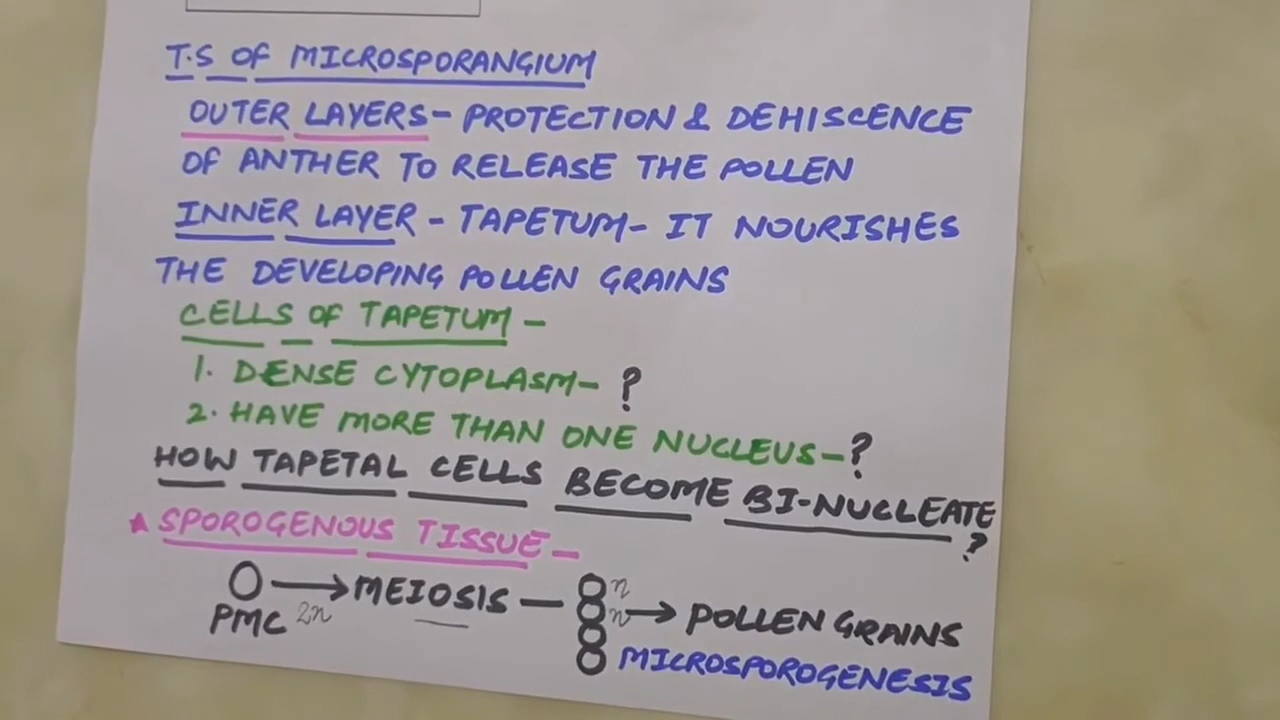 T.S OF MICROSPORANGIUM
OUTER LAYERS- PROTECTION & DEHISCENCE
OF ANTHER TO RELEASE THE POLLEN
INNER LAYER - TAPETUM- IT NOURISHES
THE DEVELOPING POLLEN GRAINS
CELLS OF TAPETUM -
1. DENSE CYTOPLASM- ?
2. HAVE MORE THAN ONE NUCLEUS-?
HOW TAPETAL CELLS BECOME BI-NUCLEATE ?
SPOROGENOUS TISSUE -
PMC 2n → MEIOSIS - n n → POLLEN GRAINS
MICROSPOROGENESIS